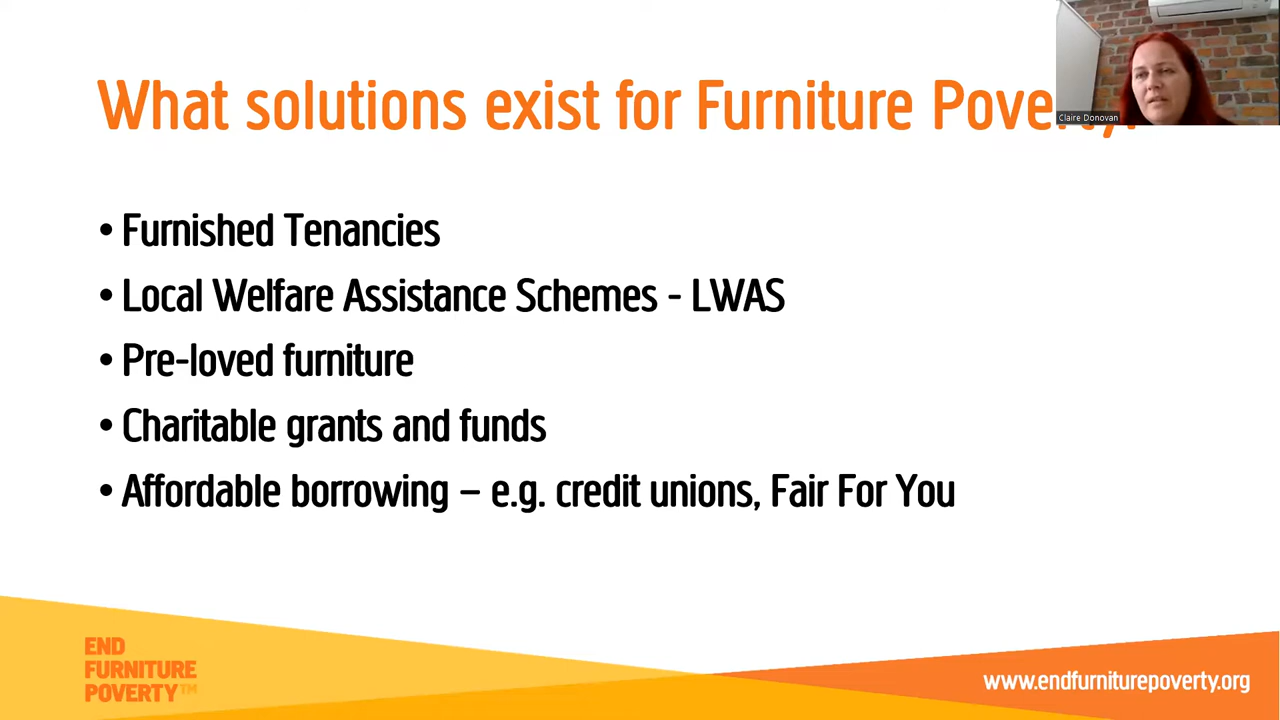 What solutions exist for Furniture Poverty?
Claire Donovan
• Furnished Tenancies
• Local Welfare Assistance Schemes - LWAS
• Pre-loved furniture
• Charitable grants and funds
• Affordable borrowing – e.g. credit unions, Fair For You
END
FURNITURE
POVERTY™
www.endfurniturepoverty.org